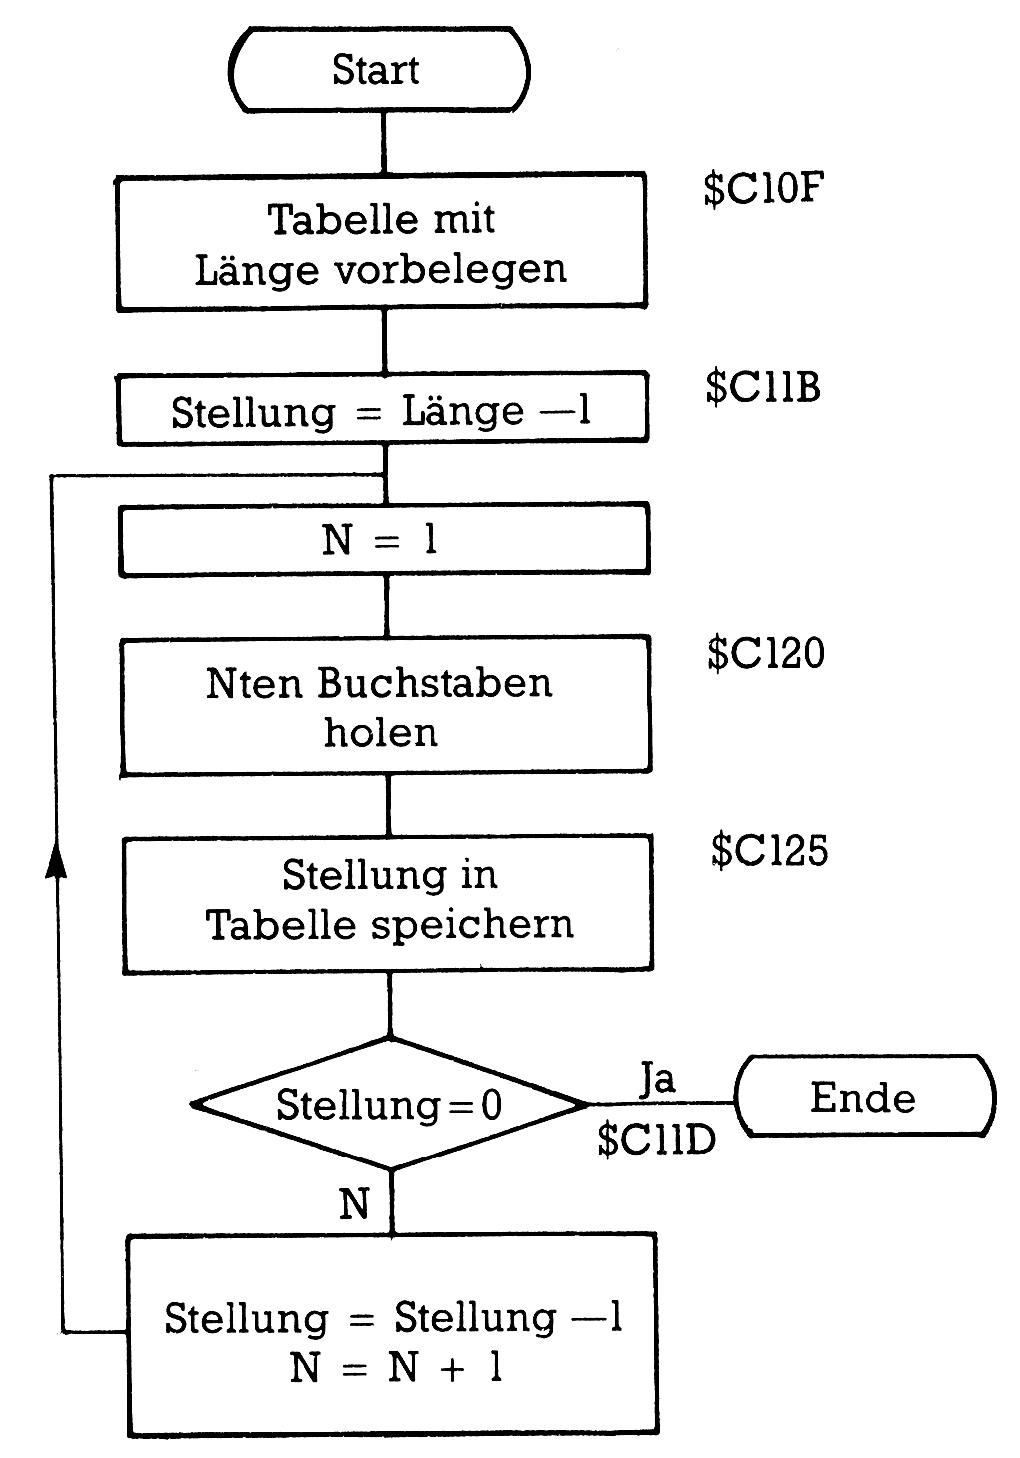 Start
Tabelle mit
Länge vorbelegen
$C10F
Stellung = Länge —1
$C11B
N = 1
Nten Buchstaben
holen
$C120
Stellung in
Tabelle speichern
$C125
Stellung=0
Ja
$C11D
Ende
N
Stellung = Stellung —1
N = N + 1